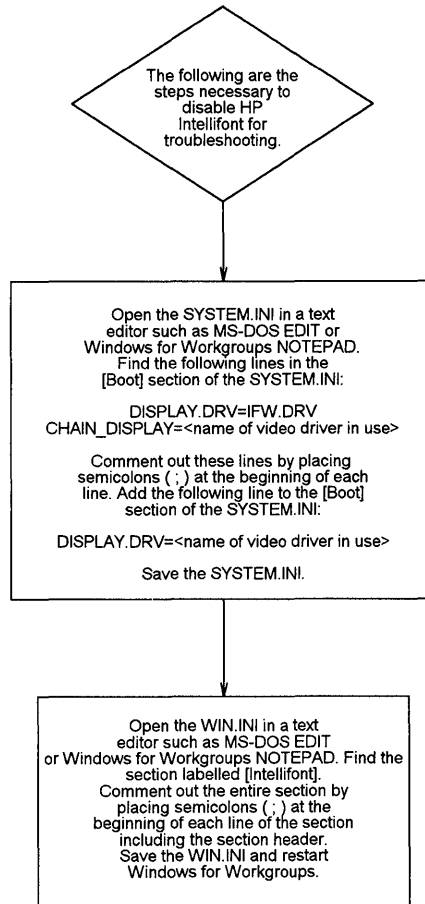 The following are the
steps necessary to
disable HP
Intellifont for
troubleshooting.
Open the SYSTEM.INI in a text
editor such as MS-DOS EDIT or
Windows for Workgroups NOTEPAD.
Find the following lines in the
[Boot] section of the SYSTEM.INI:
DISPLAY.DRV=IFW.DRV
CHAIN_DISPLAY=<name of video driver in use>
Comment out these lines by placing
semicolons ( ; ) at the beginning of each
line. Add the following line to the [Boot]
section of the SYSTEM.INI:
DISPLAY.DRV=<name of video driver in use>
Save the SYSTEM.INI.
Open the WIN.INI in a text
editor such as MS-DOS EDIT
or Windows for Workgroups NOTEPAD. Find the
section labelled [Intellifont].
Comment out the entire section by
placing semicolons ( ; ) at the
beginning of each line of the section
including the section header.
Save the WIN.INI and restart
Windows for Workgroups.